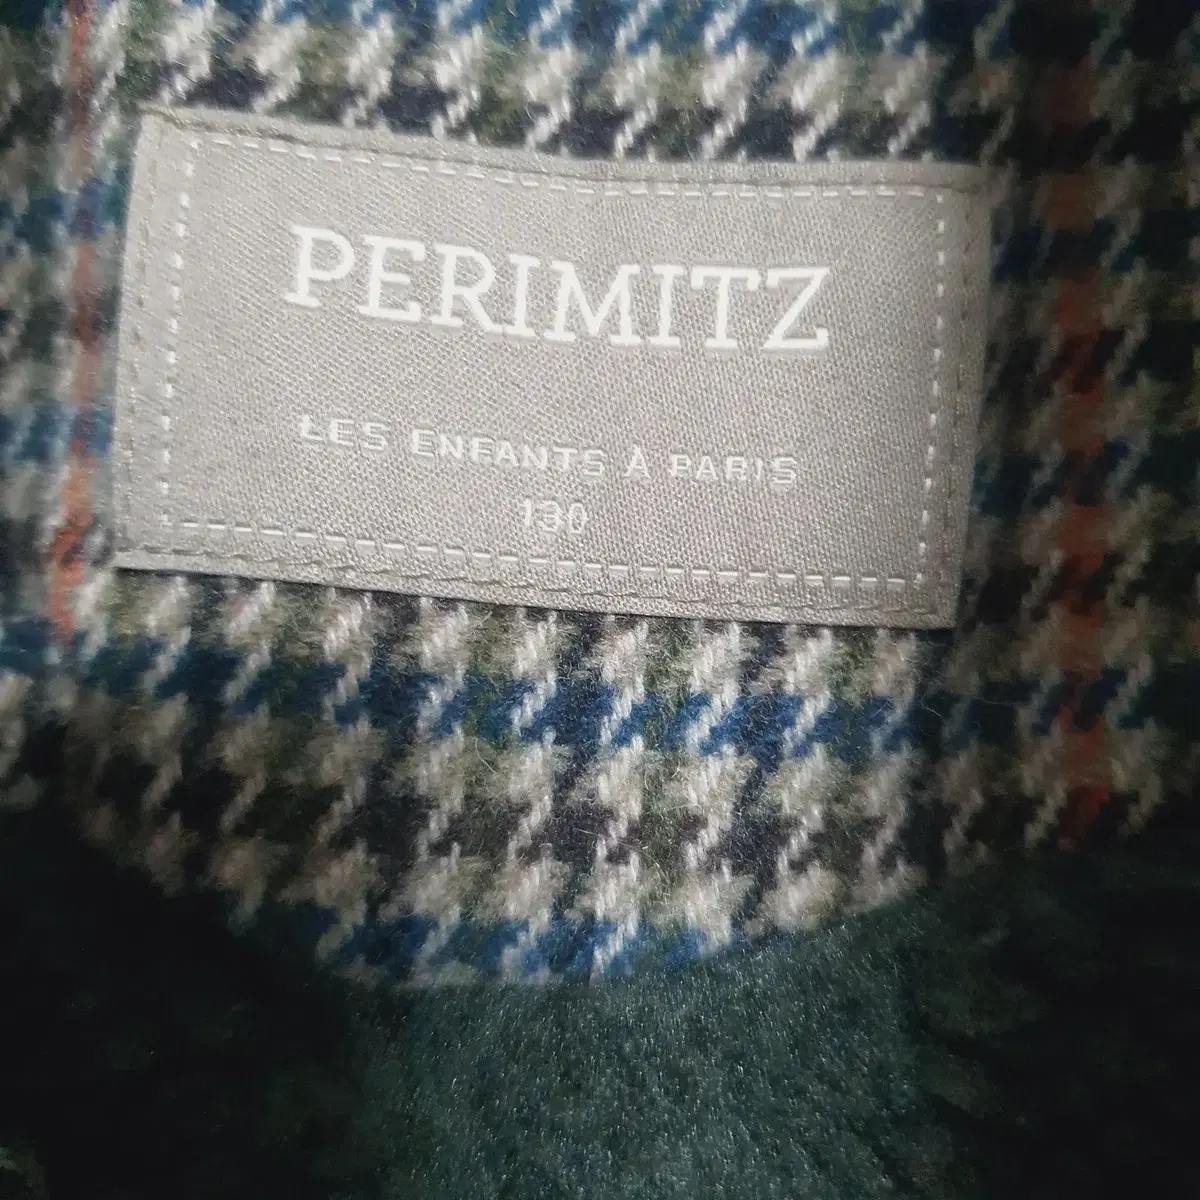 PERIMITZ
LES ENFANTS À PARIS
130